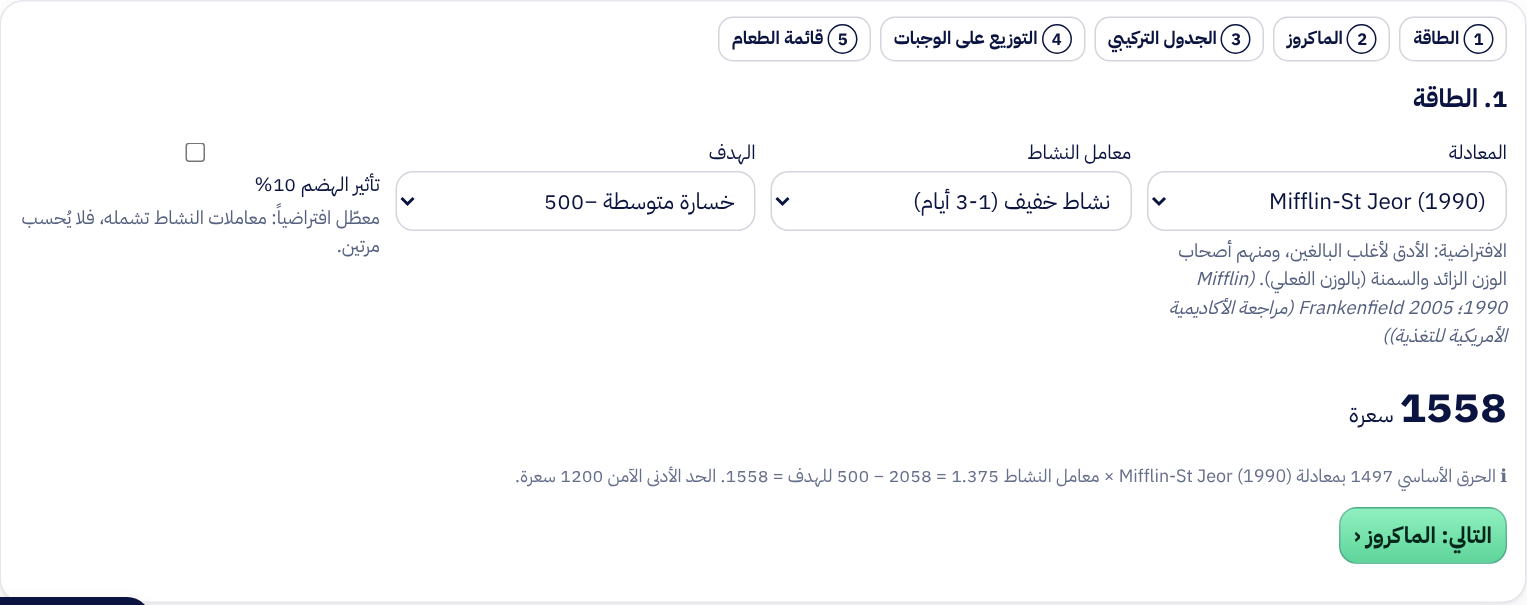 1 الطاقة
2 الماكروز
3 الجدول التركيبي
4 التوزيع على الوجبات
5 قائمة الطعام
1. الطاقة
المعادلة
Mifflin-St Jeor (1990)
الافتراضية: الأدق لأغلب البالغين، ومنهم أصحاب
الوزن الزائد والسمنة (بالوزن الفعلي). (Mifflin
1990؛ Frankenfield 2005 (مراجعة الأكاديمية
الأمريكية للتغذية))
معامل النشاط
نشاط خفيف (1-3 أيام)
الهدف
خسارة متوسطة −500
تأثير الهضم 10%
معطّل افتراضياً: معاملات النشاط تشمله، فلا يُحسب
مرتين.
1558 سعرة
ℹ الحرق الأساسي 1497 بمعادلة Mifflin-St Jeor (1990) × معامل النشاط 1.375 = 2058 − 500 للهدف = 1558. الحد الأدنى الآمن 1200 سعرة.
التالي: الماكروز ‹